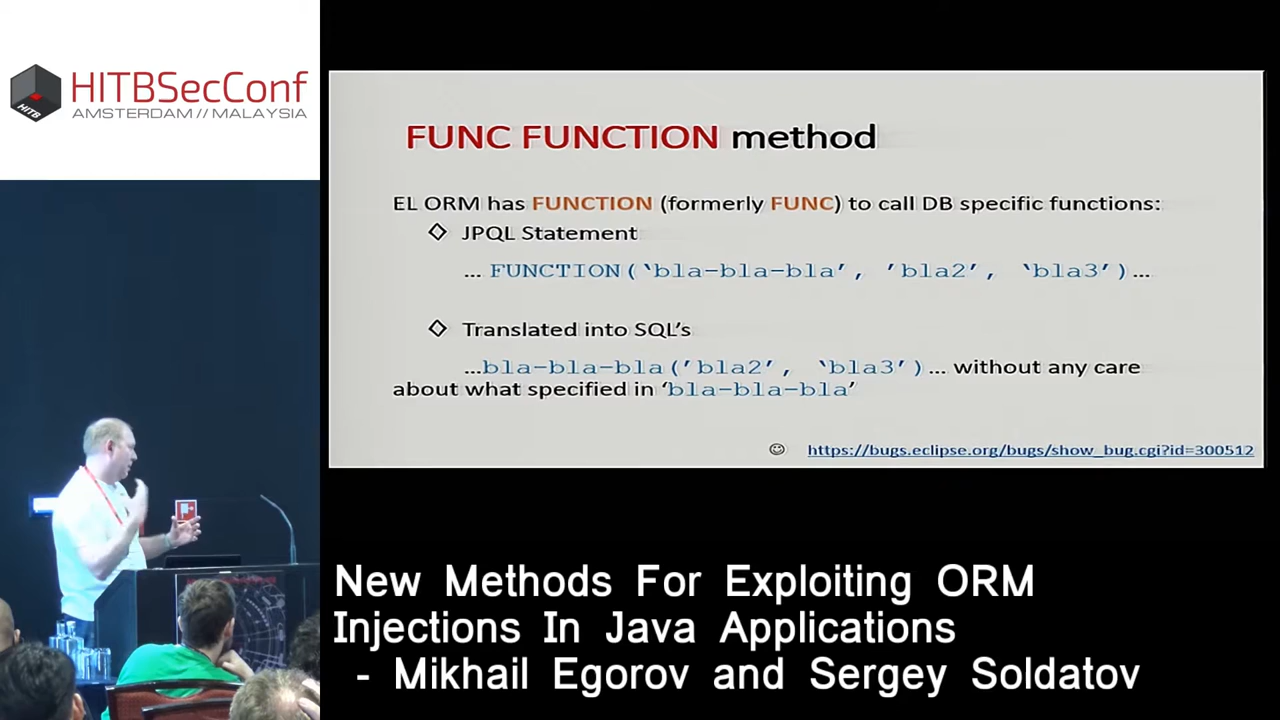 HITBSecConf
AMSTERDAM // MALAYSIA
HITB
FUNC FUNCTION method
EL ORM has FUNCTION (formerly FUNC) to call DB specific functions:
◇ JPQL Statement
... FUNCTION(‘bla-bla-bla’, ’bla2’, ‘bla3’)...
◇ Translated into SQL’s
...bla-bla-bla(’bla2’, ‘bla3’)... without any care
about what specified in ‘bla-bla-bla’
☺ https://bugs.eclipse.org/bugs/show_bug.cgi?id=300512
New Methods For Exploiting ORM
Injections In Java Applications
- Mikhail Egorov and Sergey Soldatov